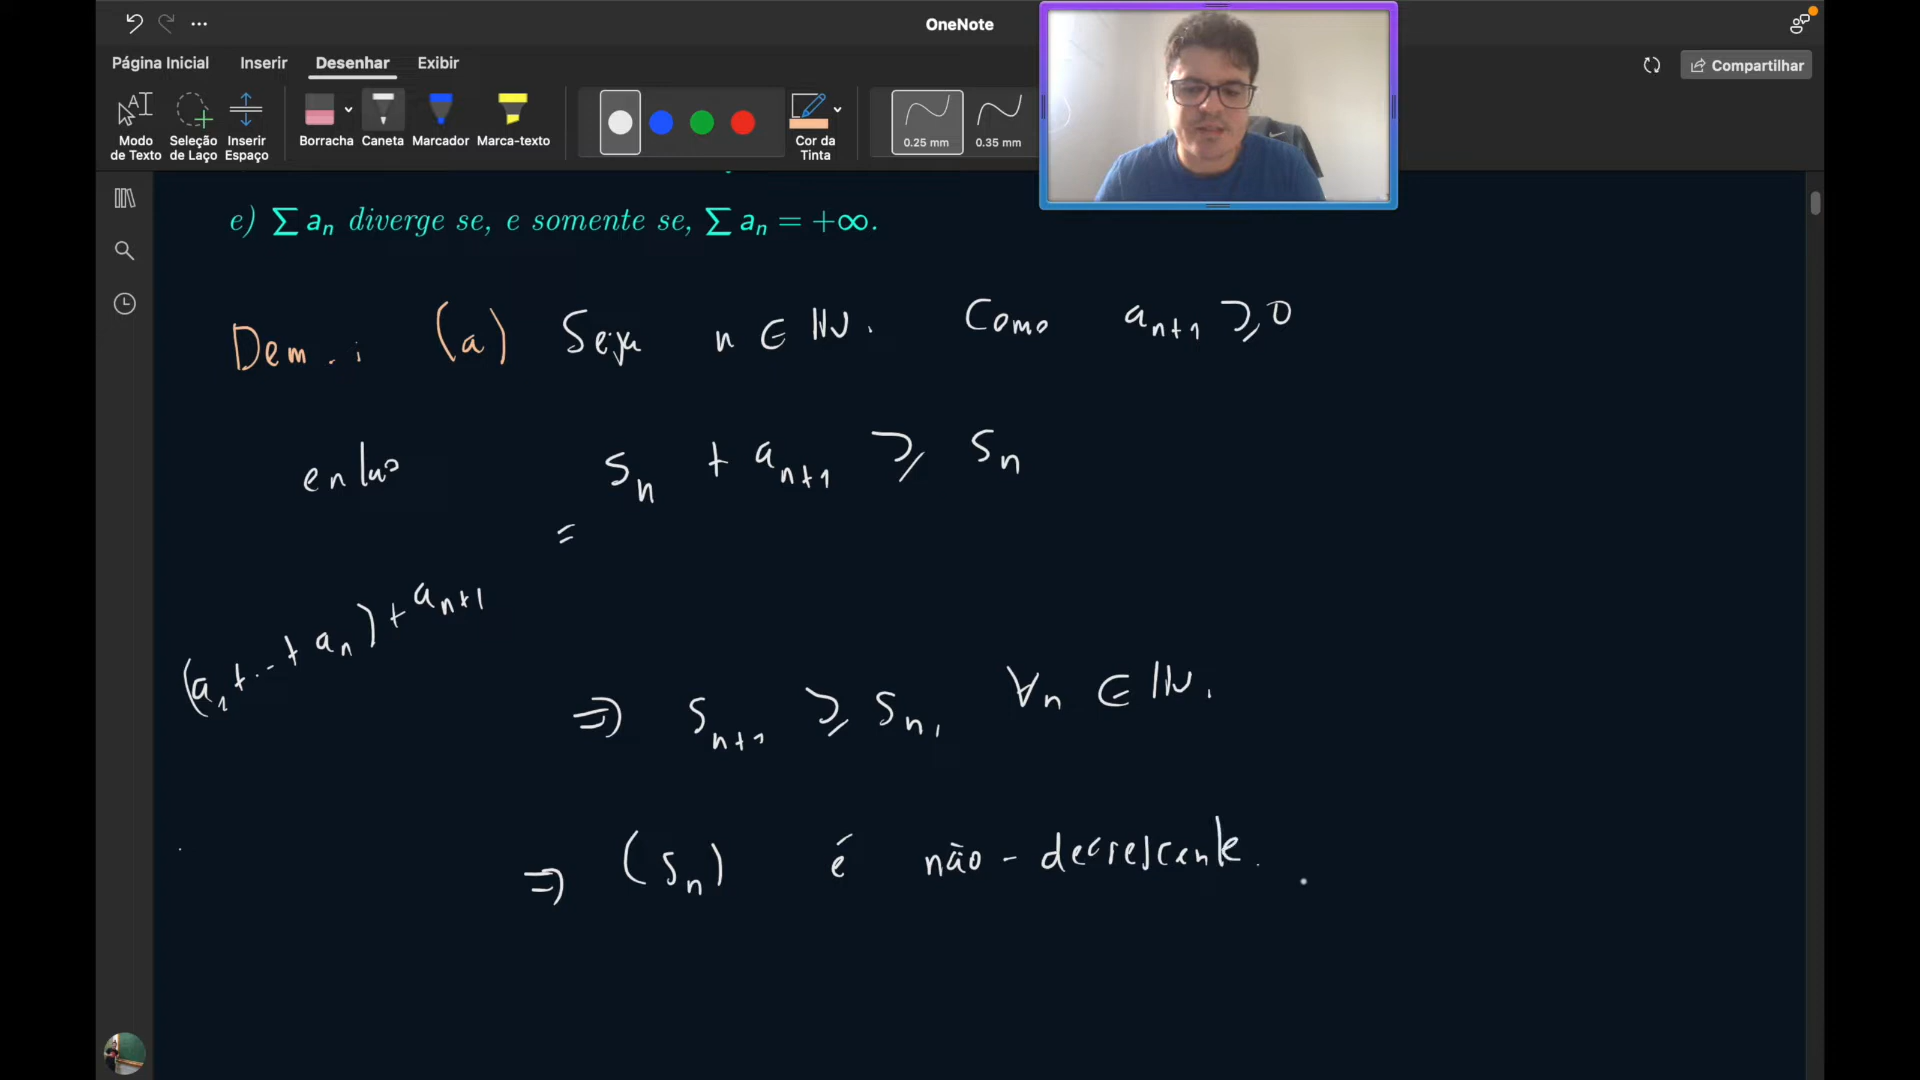 OneNote
Página Inicial Inserir Desenhar Exibir
Compartilhar
Modo de Texto Seleção de Laço Inserir Espaço Borracha Caneta Marcador Marca-texto Cor da Tinta 0.25 mm 0.35 mm
e) ∑ aₙ diverge se, e somente se, ∑ aₙ = +∞.
Dem.: (a) Seja n ∈ ℕ. Como aₙ₊₁ ≥ 0
então sₙ + aₙ₊₁ ≥ sₙ
=
(a₁+...+aₙ)+aₙ₊₁
⇒ sₙ₊₁ ≥ sₙ, ∀n ∈ ℕ.
⇒ (sₙ) é não-decrescente.